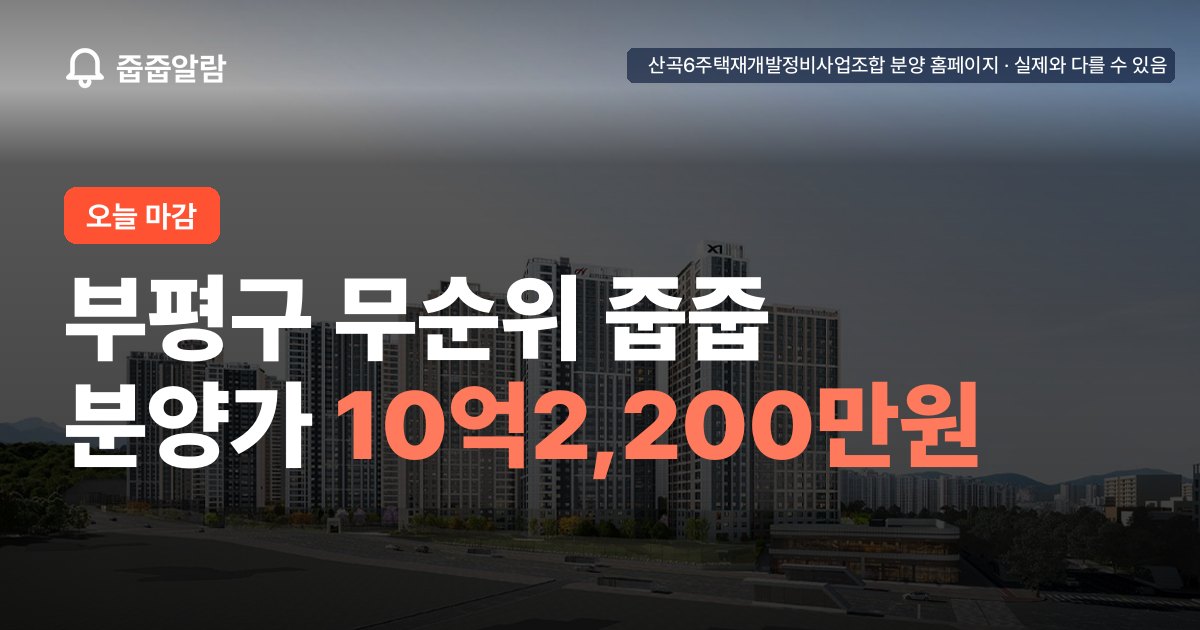 줍줍알람
산곡6주택재개발정비사업조합 분양 홈페이지 · 실제와 다를 수 있음
오늘 마감
부평구 무순위 줍줍
분양가 10억2,200만원
XI